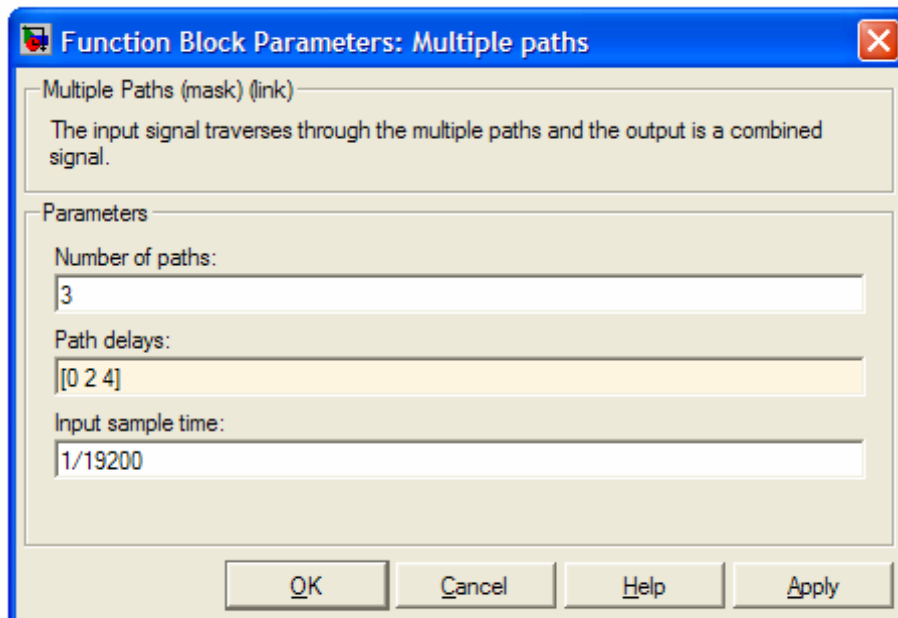 Function Block Parameters: Multiple paths
Multiple Paths (mask) (link)
The input signal traverses through the multiple paths and the output is a combined
signal.
Parameters
Number of paths:
3
Path delays:
[0 2 4]
Input sample time:
1/19200
OK Cancel Help Apply